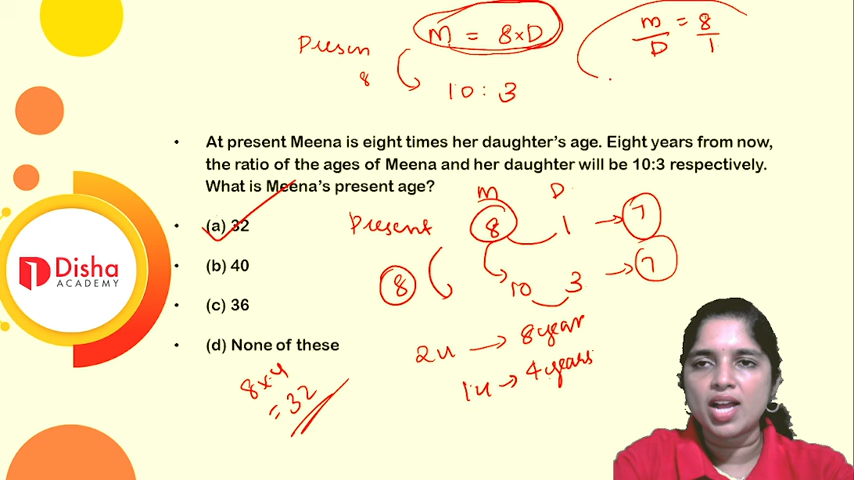 Presen
M = 8×D
M/D = 8/1
8
10 : 3
• At present Meena is eight times her daughter's age. Eight years from now,
the ratio of the ages of Meena and her daughter will be 10:3 respectively.
What is Meena's present age?
• (a) 32
• (b) 40
• (c) 36
• (d) None of these
Disha
ACADEMY
M D
Present 8 1 → 7
8 10 3 → 7
2u → 8 year
1u → 4 years
8×4
= 32